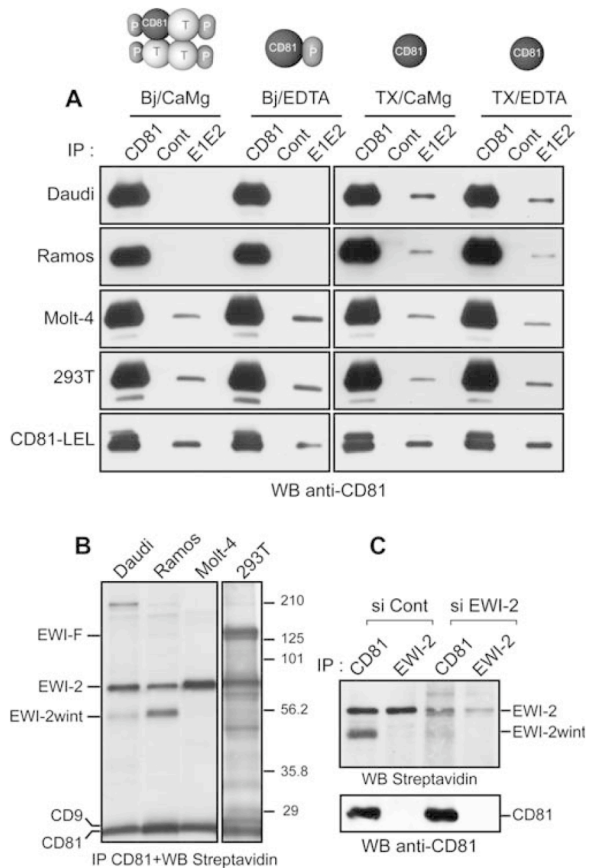 P CD81 T P
P T T P
CD81 P
CD81
CD81
A
Bj/CaMg Bj/EDTA TX/CaMg TX/EDTA
IP : CD81 Cont E1E2 CD81 Cont E1E2 CD81 Cont E1E2 CD81 Cont E1E2
Daudi
Ramos
Molt-4
293T
CD81-LEL
WB anti-CD81
B
Daudi Ramos Molt-4 293T
EWI-F
EWI-2
EWI-2wint
CD9
CD81
210
125
101
56.2
35.8
29
IP CD81+WB Streptavidin
C
si Cont si EWI-2
IP : CD81 EWI-2 CD81 EWI-2
EWI-2
EWI-2wint
WB Streptavidin
CD81
WB anti-CD81